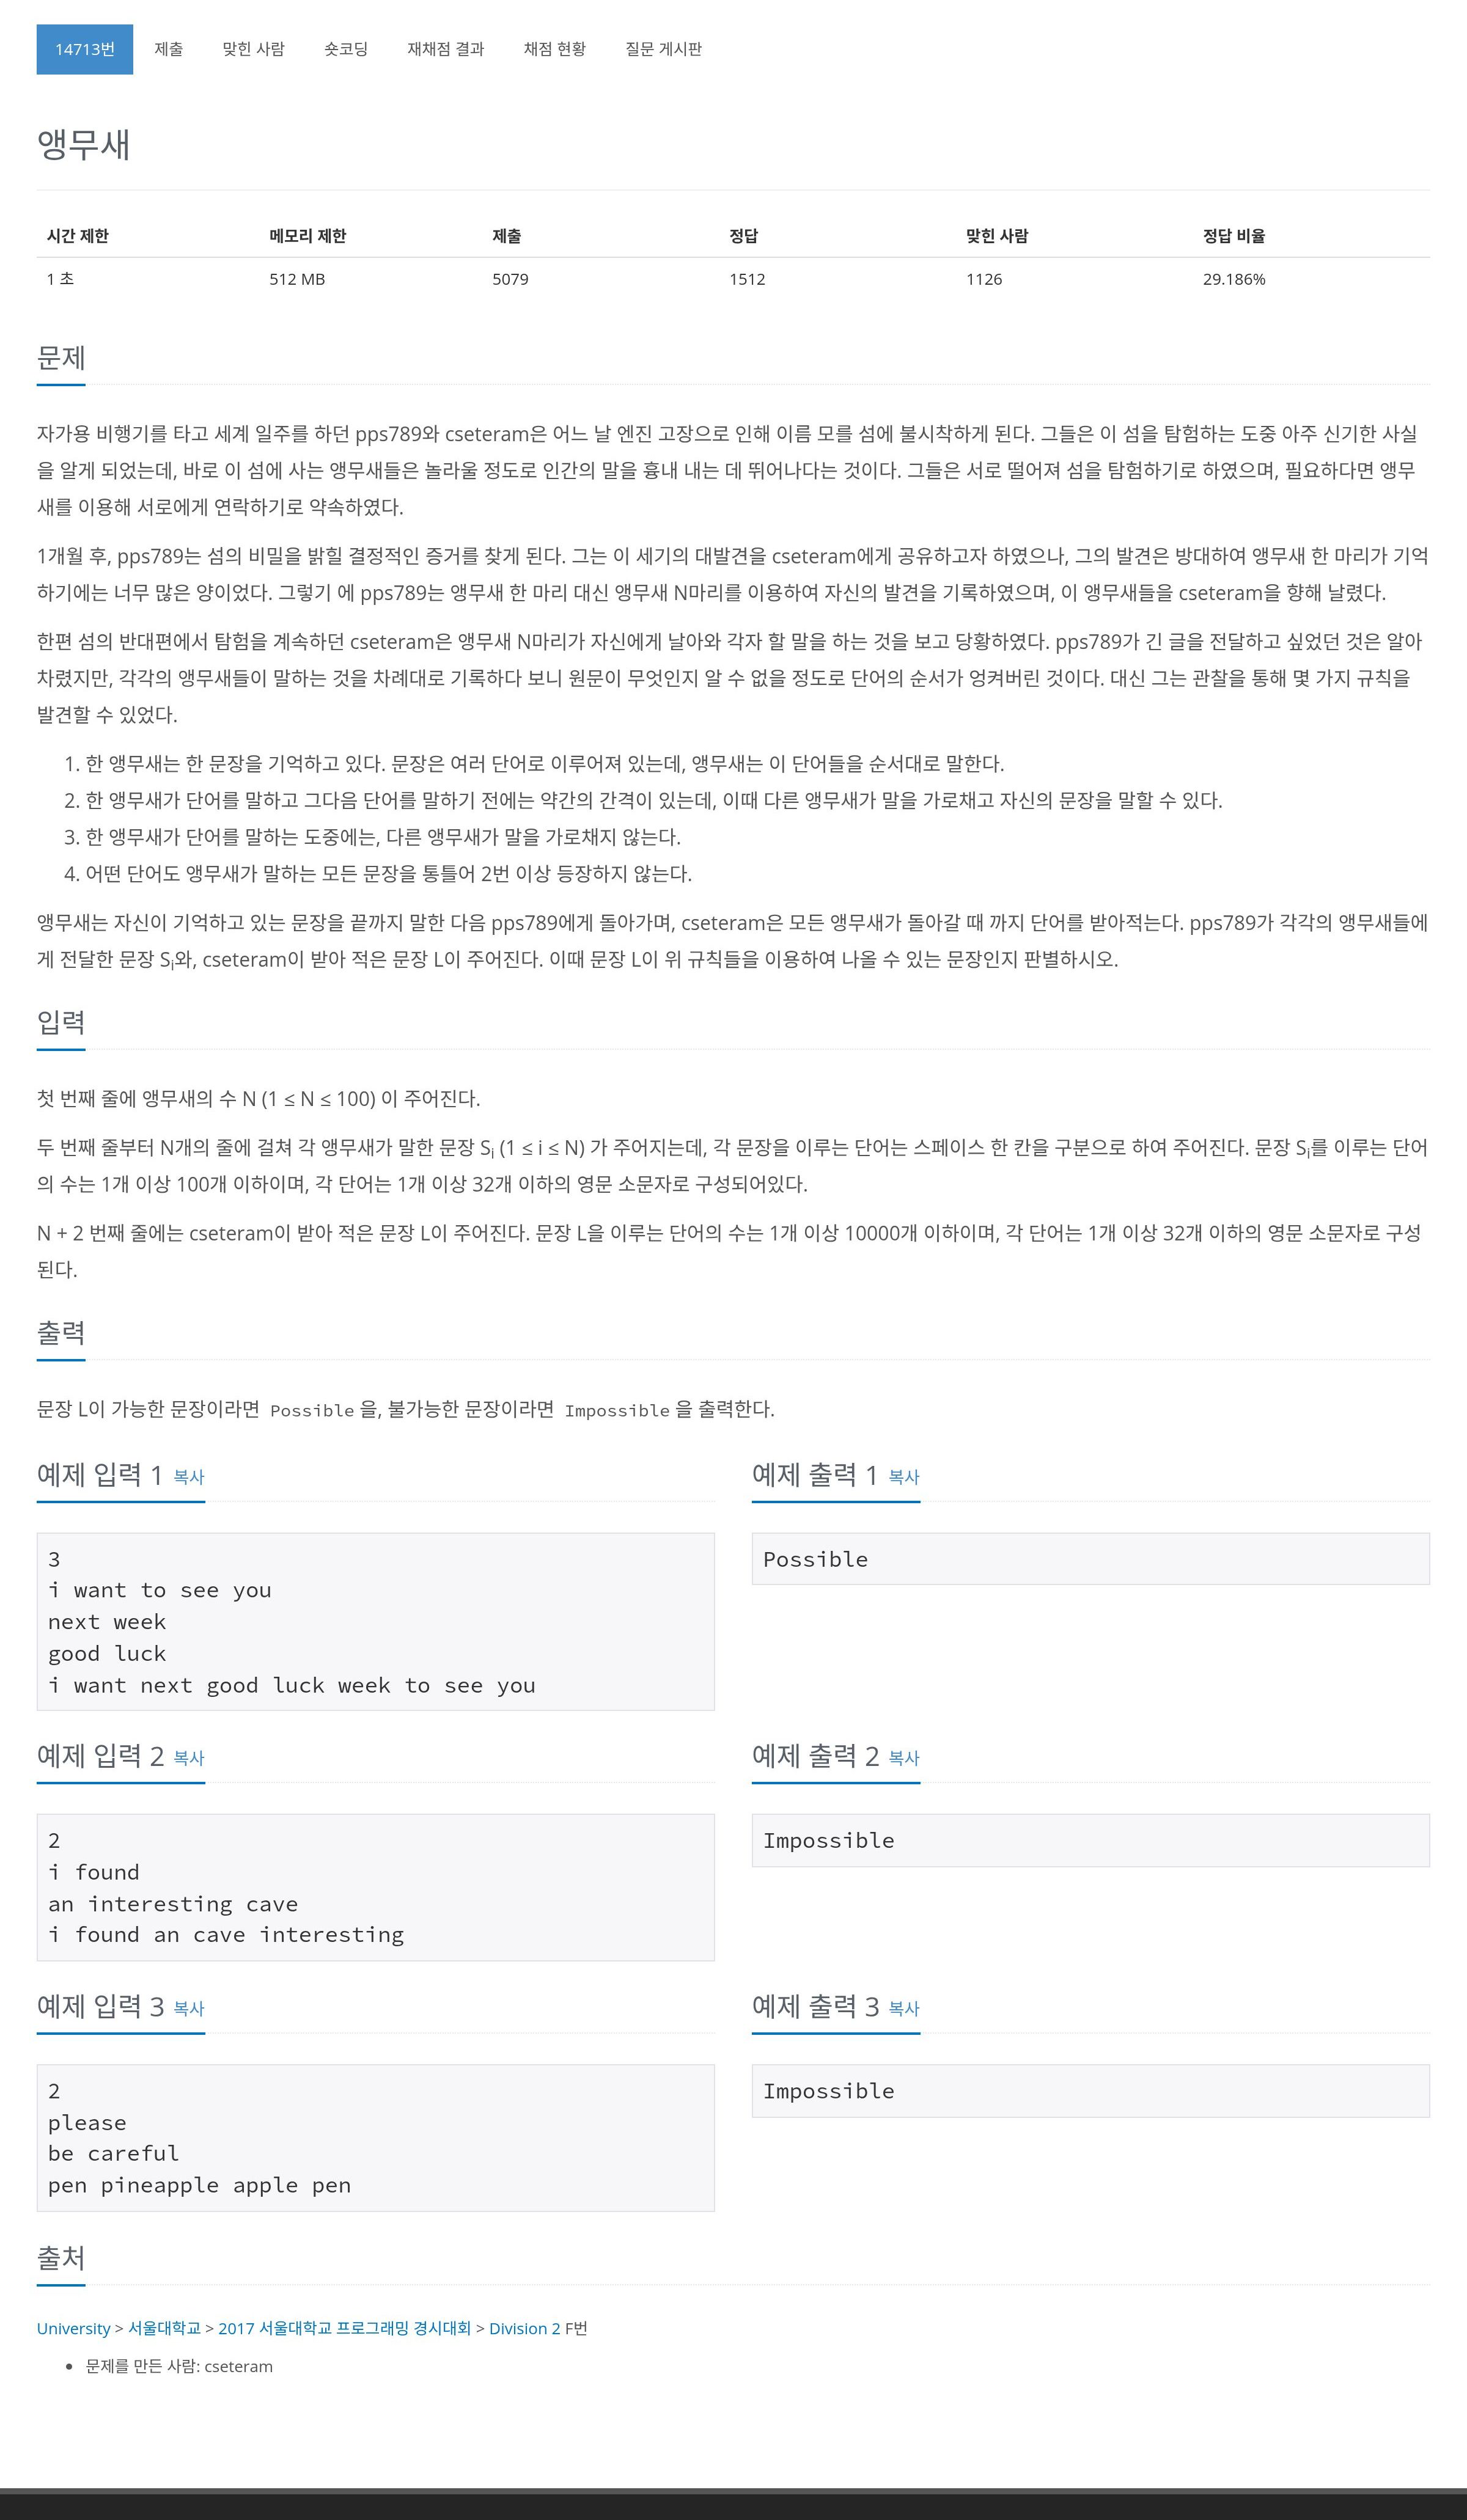 14713번 제출 맞힌 사람 숏코딩 재채점 결과 채점 현황 질문 게시판
앵무새
시간 제한 메모리 제한 제출 정답 맞힌 사람 정답 비율
1 초 512 MB 5079 1512 1126 29.186%
문제
자가용 비행기를 타고 세계 일주를 하던 pps789와 cseteram은 어느 날 엔진 고장으로 인해 이름 모를 섬에 불시착하게 된다. 그들은 이 섬을 탐험하는 도중 아주 신기한 사실
을 알게 되었는데, 바로 이 섬에 사는 앵무새들은 놀라울 정도로 인간의 말을 흉내 내는 데 뛰어나다는 것이다. 그들은 서로 떨어져 섬을 탐험하기로 하였으며, 필요하다면 앵무
새를 이용해 서로에게 연락하기로 약속하였다.
1개월 후, pps789는 섬의 비밀을 밝힐 결정적인 증거를 찾게 된다. 그는 이 세기의 대발견을 cseteram에게 공유하고자 하였으나, 그의 발견은 방대하여 앵무새 한 마리가 기억
하기에는 너무 많은 양이었다. 그렇기 에 pps789는 앵무새 한 마리 대신 앵무새 N마리를 이용하여 자신의 발견을 기록하였으며, 이 앵무새들을 cseteram을 향해 날렸다.
한편 섬의 반대편에서 탐험을 계속하던 cseteram은 앵무새 N마리가 자신에게 날아와 각자 할 말을 하는 것을 보고 당황하였다. pps789가 긴 글을 전달하고 싶었던 것은 알아
차렸지만, 각각의 앵무새들이 말하는 것을 차례대로 기록하다 보니 원문이 무엇인지 알 수 없을 정도로 단어의 순서가 엉켜버린 것이다. 대신 그는 관찰을 통해 몇 가지 규칙을
발견할 수 있었다.
1. 한 앵무새는 한 문장을 기억하고 있다. 문장은 여러 단어로 이루어져 있는데, 앵무새는 이 단어들을 순서대로 말한다.
2. 한 앵무새가 단어를 말하고 그다음 단어를 말하기 전에는 약간의 간격이 있는데, 이때 다른 앵무새가 말을 가로채고 자신의 문장을 말할 수 있다.
3. 한 앵무새가 단어를 말하는 도중에는, 다른 앵무새가 말을 가로채지 않는다.
4. 어떤 단어도 앵무새가 말하는 모든 문장을 통틀어 2번 이상 등장하지 않는다.
앵무새는 자신이 기억하고 있는 문장을 끝까지 말한 다음 pps789에게 돌아가며, cseteram은 모든 앵무새가 돌아갈 때 까지 단어를 받아적는다. pps789가 각각의 앵무새들에
게 전달한 문장 Si와, cseteram이 받아 적은 문장 L이 주어진다. 이때 문장 L이 위 규칙들을 이용하여 나올 수 있는 문장인지 판별하시오.
입력
첫 번째 줄에 앵무새의 수 N (1 ≤ N ≤ 100) 이 주어진다.
두 번째 줄부터 N개의 줄에 걸쳐 각 앵무새가 말한 문장 Si (1 ≤ i ≤ N) 가 주어지는데, 각 문장을 이루는 단어는 스페이스 한 칸을 구분으로 하여 주어진다. 문장 Si를 이루는 단어
의 수는 1개 이상 100개 이하이며, 각 단어는 1개 이상 32개 이하의 영문 소문자로 구성되어있다.
N + 2 번째 줄에는 cseteram이 받아 적은 문장 L이 주어진다. 문장 L을 이루는 단어의 수는 1개 이상 10000개 이하이며, 각 단어는 1개 이상 32개 이하의 영문 소문자로 구성
된다.
출력
문장 L이 가능한 문장이라면 Possible 을, 불가능한 문장이라면 Impossible 을 출력한다.
예제 입력 1 복사
3
i want to see you
next week
good luck
i want next good luck week to see you
예제 출력 1 복사
Possible
예제 입력 2 복사
2
i found
an interesting cave
i found an cave interesting
예제 출력 2 복사
Impossible
예제 입력 3 복사
2
please
be careful
pen pineapple apple pen
예제 출력 3 복사
Impossible
출처
University > 서울대학교 > 2017 서울대학교 프로그래밍 경시대회 > Division 2 F번
• 문제를 만든 사람: cseteram